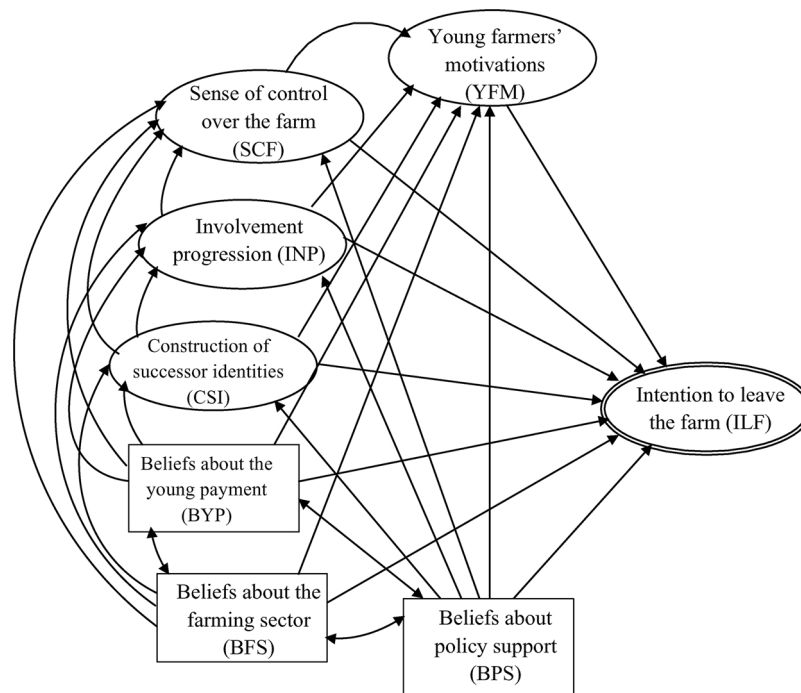 Young farmers’
motivations
(YFM)
Sense of control
over the farm
(SCF)
Involvement
progression (INP)
Construction of
successor identities
(CSI)
Intention to leave
the farm (ILF)
Beliefs about the
young payment
(BYP)
Beliefs about the
farming sector
(BFS)
Beliefs about
policy support
(BPS)